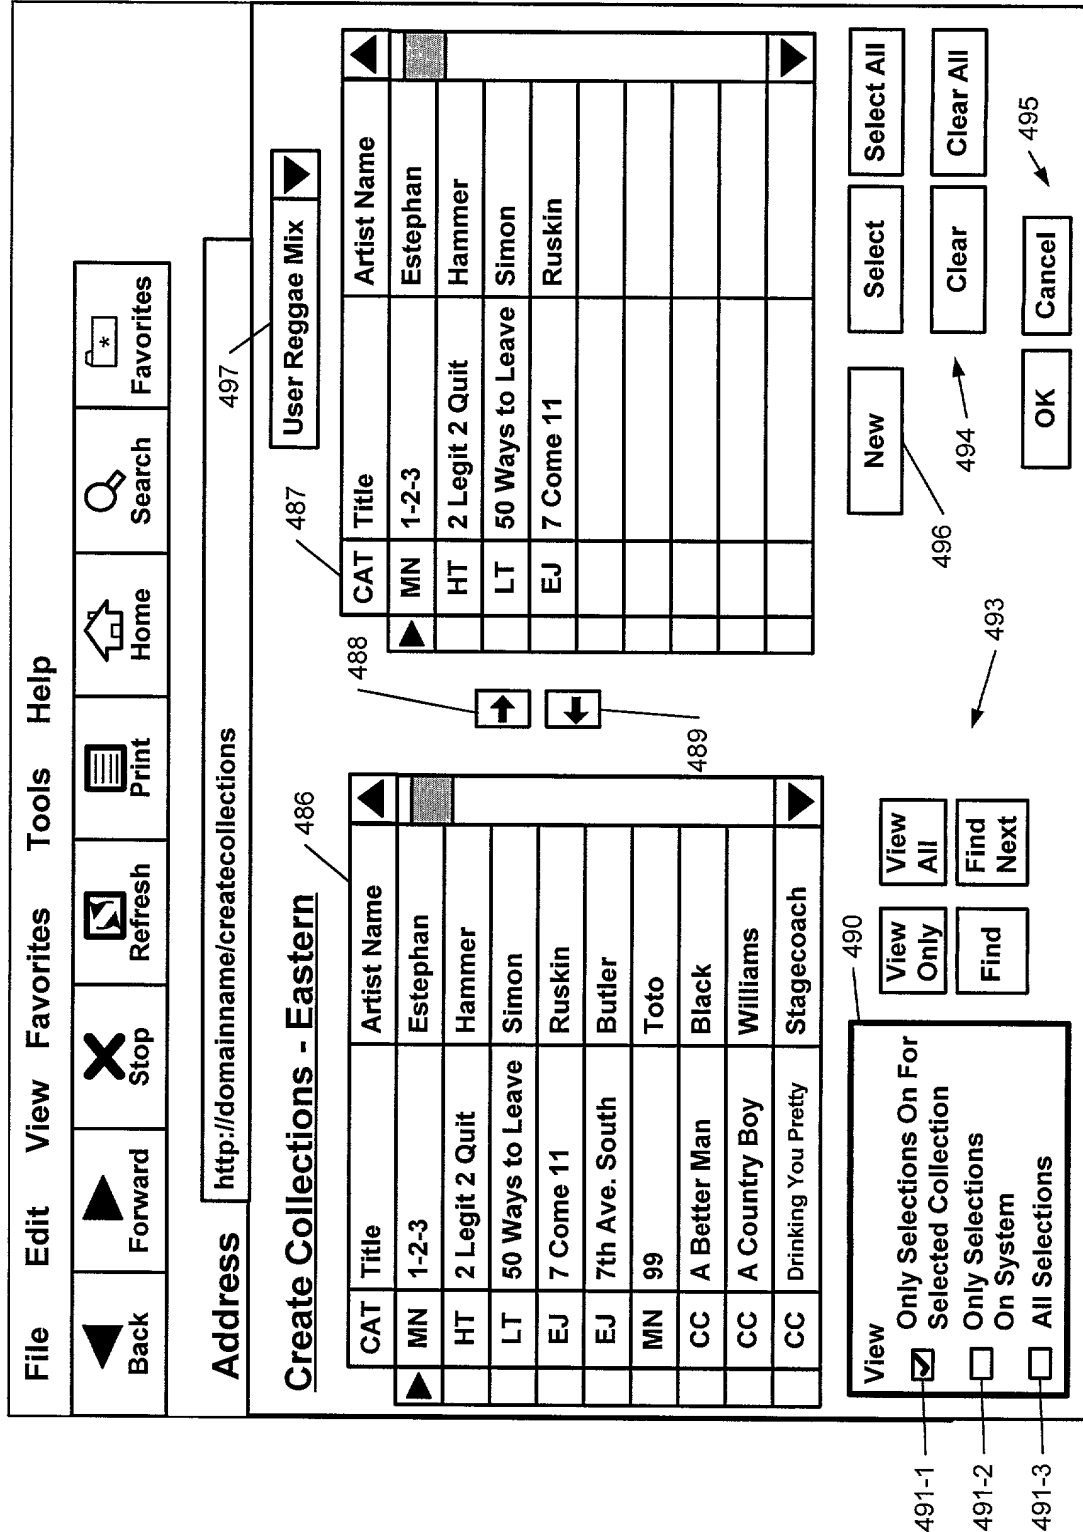 File Edit View Favorites Tools Help
Back Forward Stop Refresh Print Home Search * Favorites
Address http://domainname/createcollections
497
Create Collections - Eastern
User Reggae Mix
486
488
487
489
CAT Title Artist Name
MN 1-2-3 Estephan
HT 2 Legit 2 Quit Hammer
LT 50 Ways to Leave Simon
EJ 7 Come 11 Ruskin
EJ 7th Ave. South Butler
MN 99 Toto
CC A Better Man Black
CC A Country Boy Williams
CC Drinking You Pretty Stagecoach
CAT Title Artist Name
MN 1-2-3 Estephan
HT 2 Legit 2 Quit Hammer
LT 50 Ways to Leave Simon
EJ 7 Come 11 Ruskin
490
View
491-1
Only Selections On For
Selected Collection
491-2
Only Selections
On System
491-3
All Selections
View
Only
View
All
Find
Find
Next
493
New
496
Select
Select All
Clear
Clear All
494
OK
Cancel
495